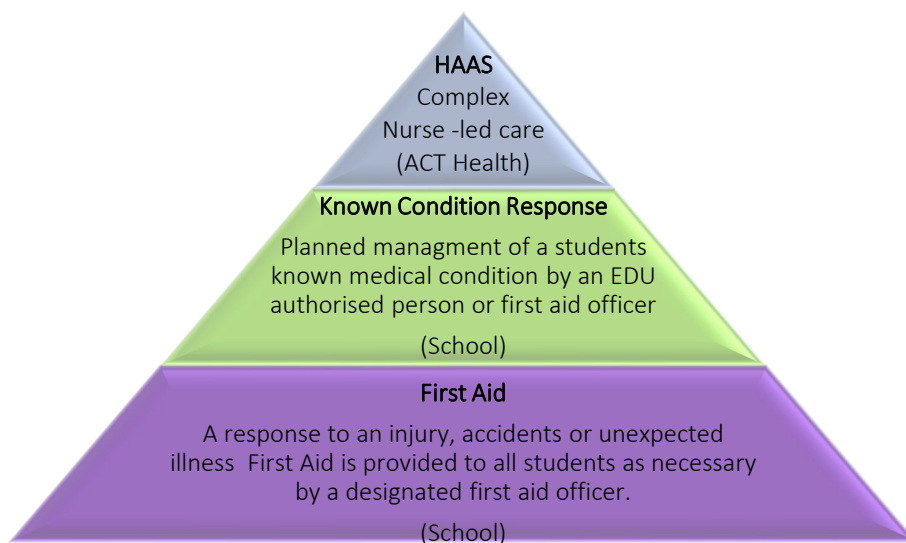 HAAS
Complex
Nurse -led care
(ACT Health)
Known Condition Response
Planned managment of a students
known medical condition by an EDU
authorised person or first aid officer
(School)
First Aid
A response to an injury, accidents or unexpected
illness  First Aid is provided to all students as necessary
by a designated first aid officer.
(School)